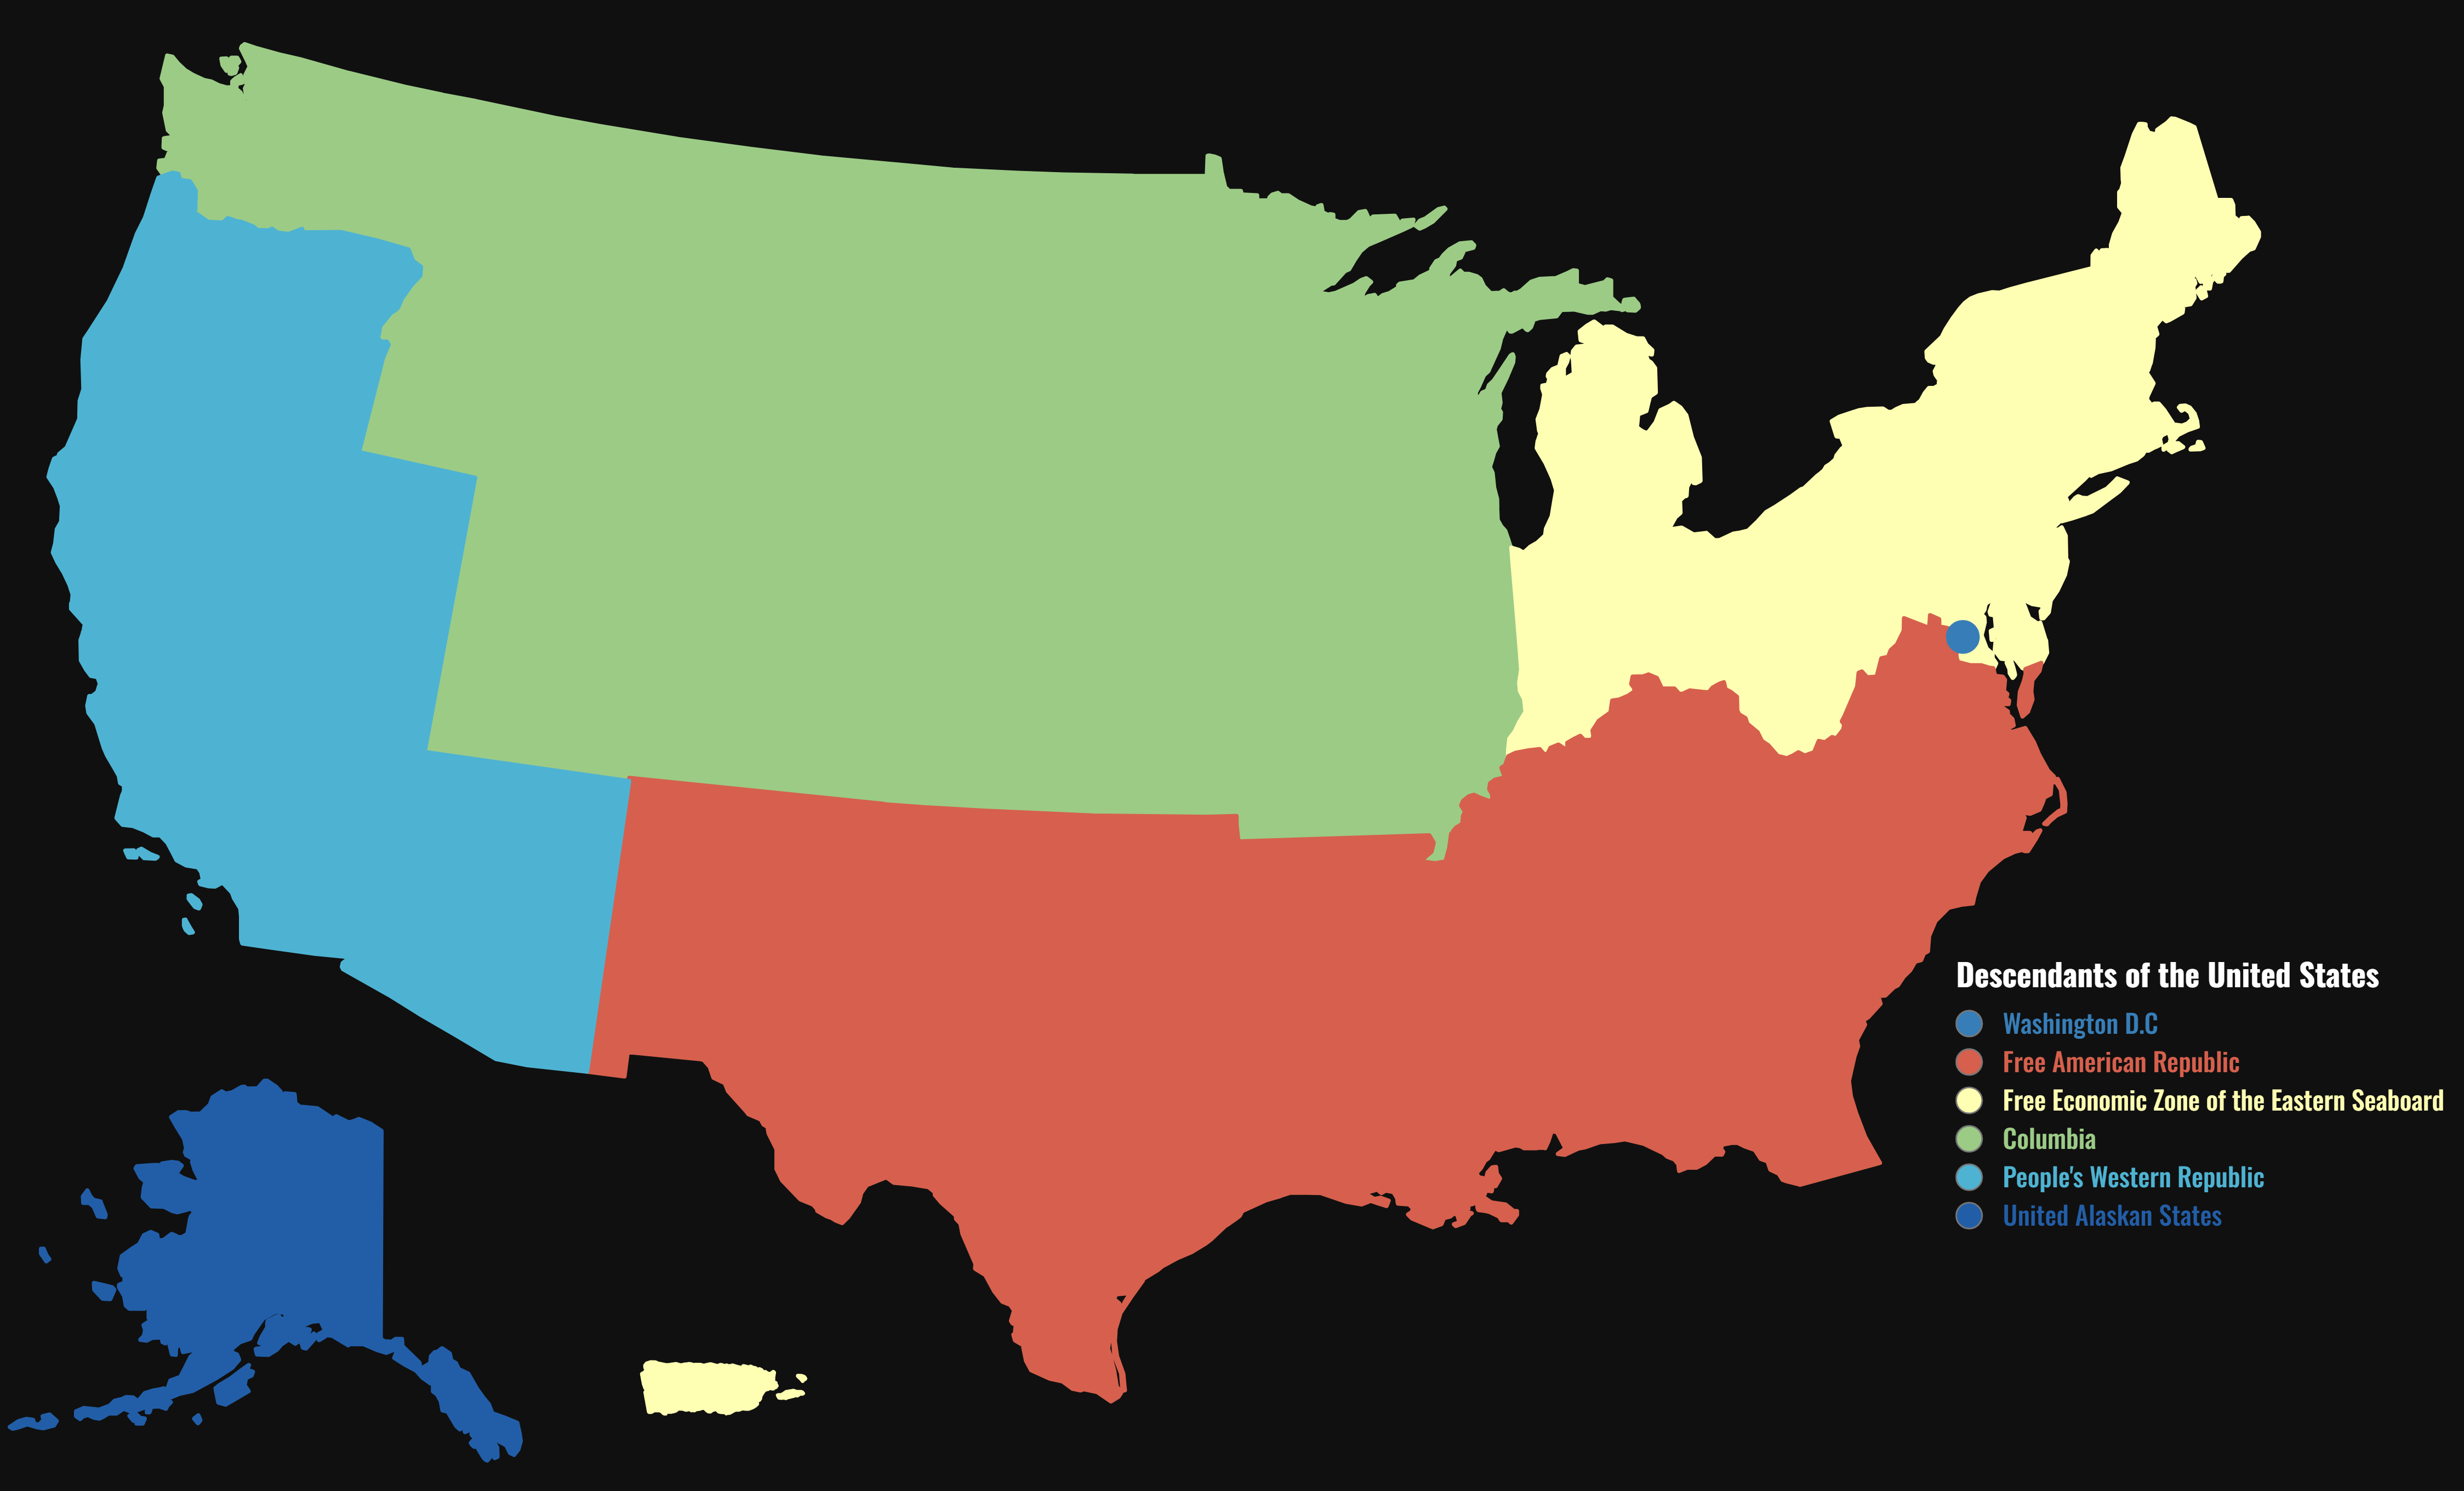 Descendants of the United States
Washington D.C
Free American Republic
Free Economic Zone of the Eastern Seaboard
Columbia
People's Western Republic
United Alaskan States